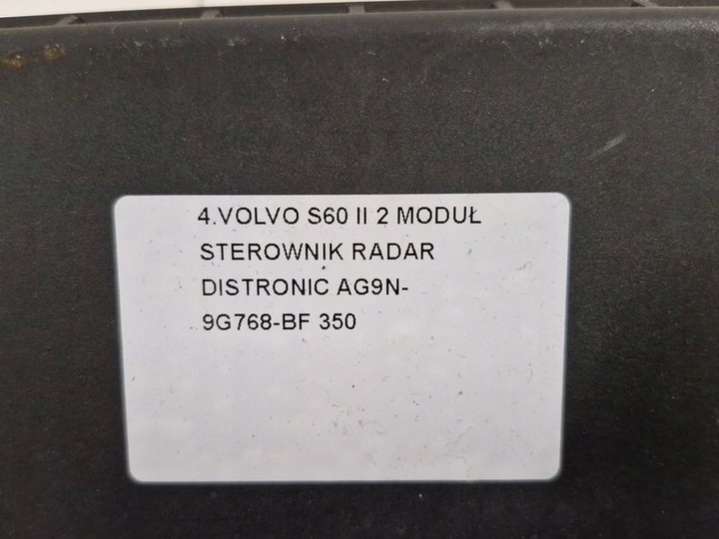 4.VOLVO S60 II 2 MODUŁ
STEROWNIK RADAR
DISTRONIC AG9N-
9G768-BF 350